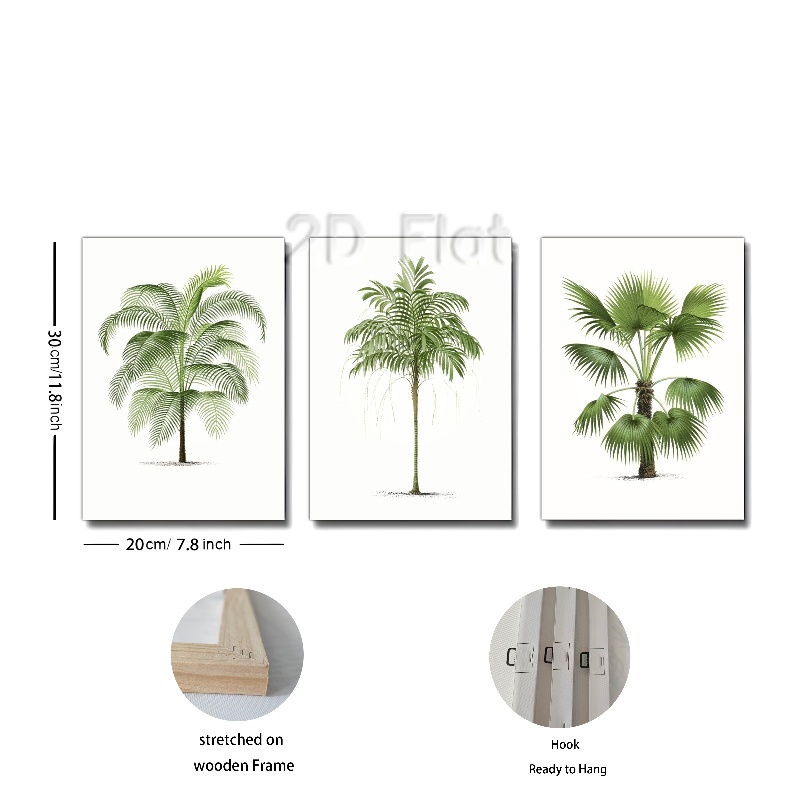 2D Flat
30cm/11.8inch
20cm/ 7.8 inch
stretched on
wooden Frame
Hook
Ready to Hang